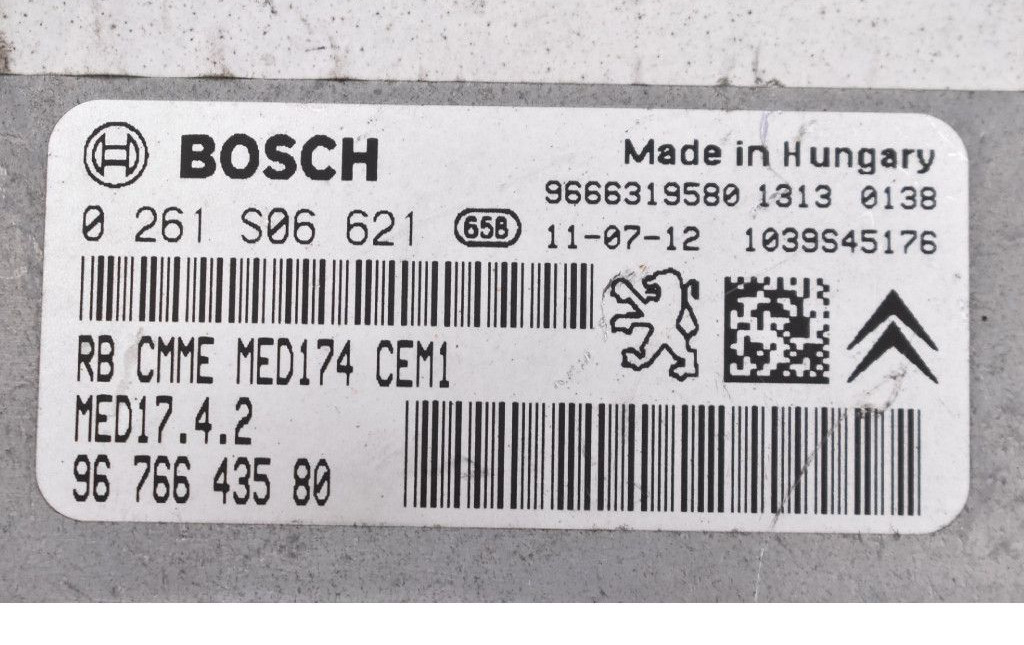 BOSCH
Made in Hungary
9666319580 1313 0138
0 261 S06 621
658
11-07-12 1039S45176
RB CMME MED174 CEM1
MED17.4.2
96 766 435 80